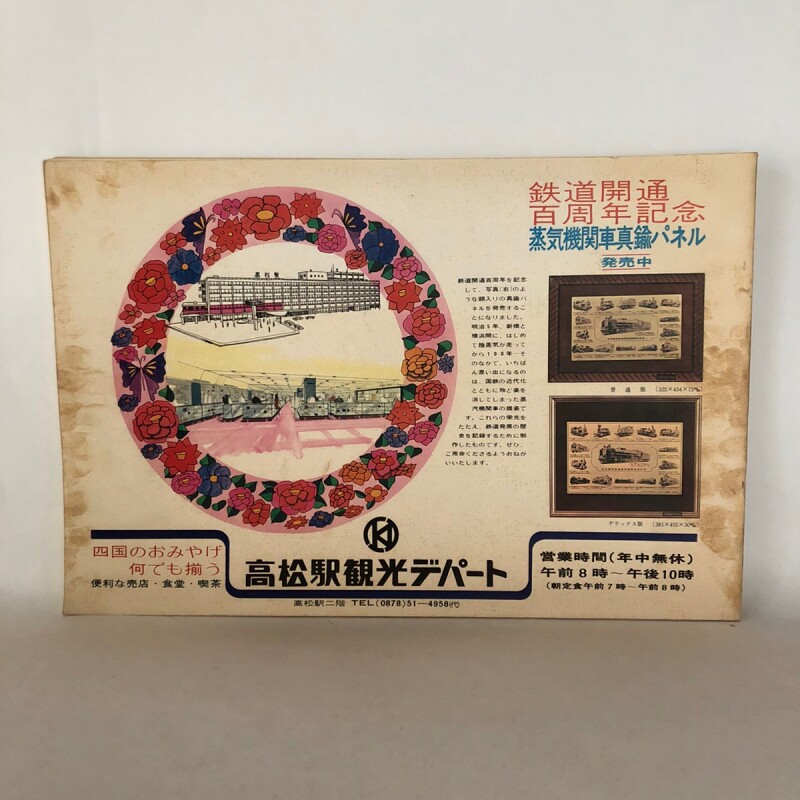 鉄道開通
百周年記念
蒸気機関車真鍮パネル
発売中
高松駅
鉄道開通百周年を記念
して、写真(右)のよ
うな額入りの真鍮パ
ネルを発売するこ
とになりました。
明治5年、新橋と
横浜間に、はじめ
て陸蒸気が走って
から100年―そ
のなかで、いちば
ん思い出になるの
は、国鉄の近代化
とともに殆ど姿を
消してしまった蒸
汽機関車の雄姿で
す。これらの栄光を
たたえ、鉄道発展の歴
史を記録するために制
作したものです。ぜひ、
ご用命くださるようおねが
いいたします。
普通版 (325×454×15㎜)
デラックス版 (391×455×30㎜)
四国のおみやげ
何でも揃う
便利な売店・食堂・喫茶
高松駅観光デパート
高松駅二階 TEL(0878)51―4958㈹
営業時間(年中無休)
午前8時～午後10時
(朝定食午前7時～午前8時)